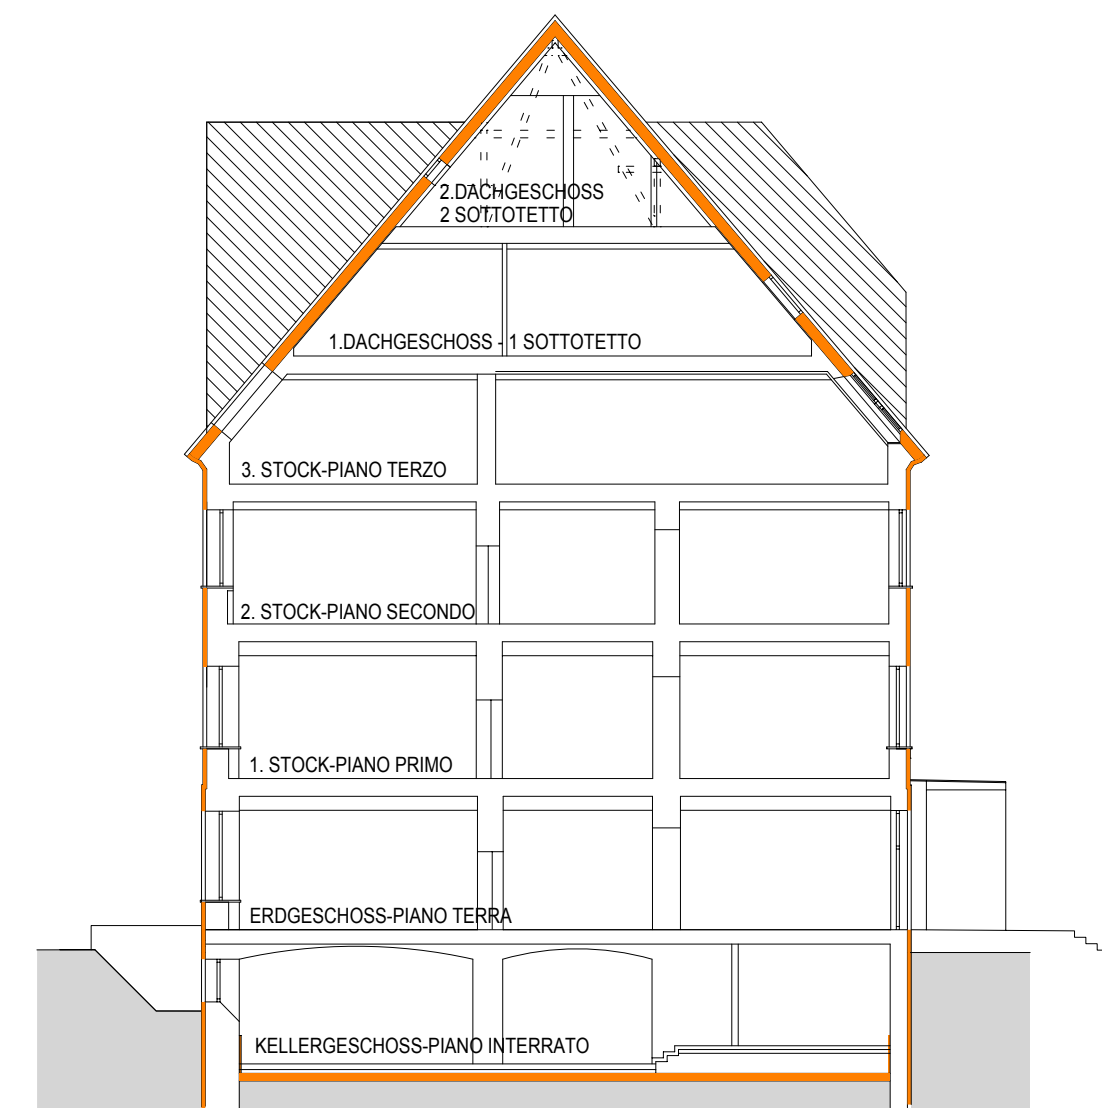 2.DACHGESCHOSS
2 SOTTOTETTO
1.DACHGESCHOSS - 1 SOTTOTETTO
3. STOCK-PIANO TERZO
2. STOCK-PIANO SECONDO
1. STOCK-PIANO PRIMO
ERDGESCHOSS-PIANO TERRA
KELLERGESCHOSS-PIANO INTERRATO